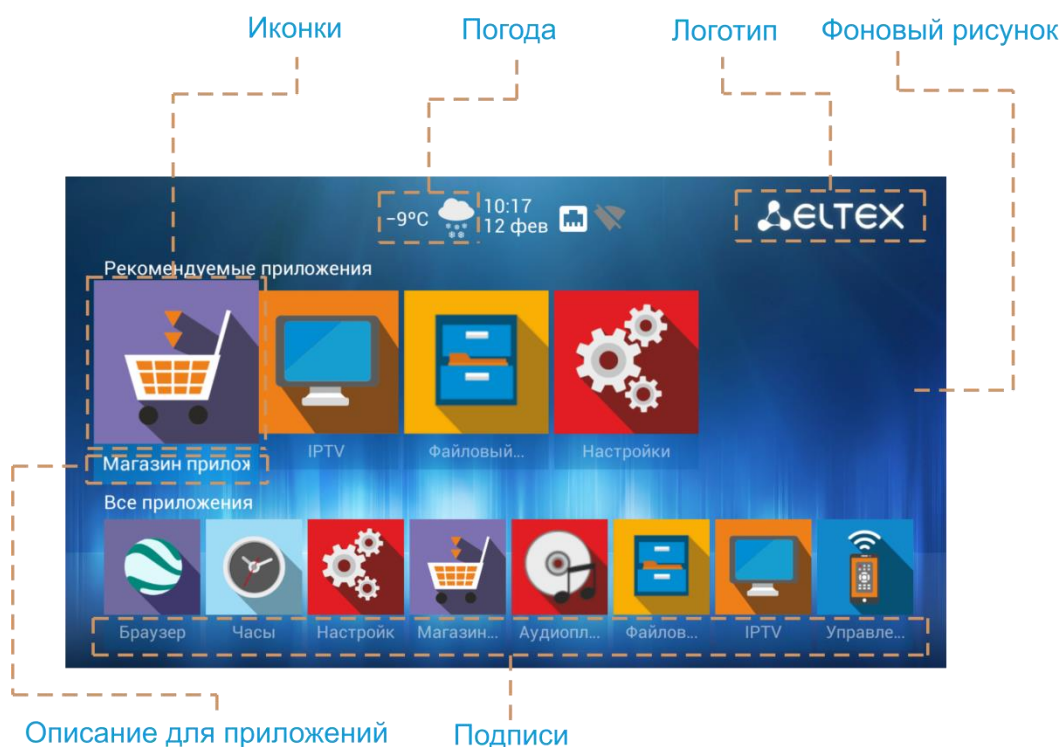 Иконки
Погода
Логотип
Фоновый рисунок
-9°C
10:17
12 фев
ELTEX
Рекомендуемые приложения
Магазин прилож
IPTV
Файловый...
Настройки
Все приложения
Браузер
Часы
Настройк
Магазин...
Аудиопл...
Файлов...
IPTV
Управле...
Описание для приложений
Подписи